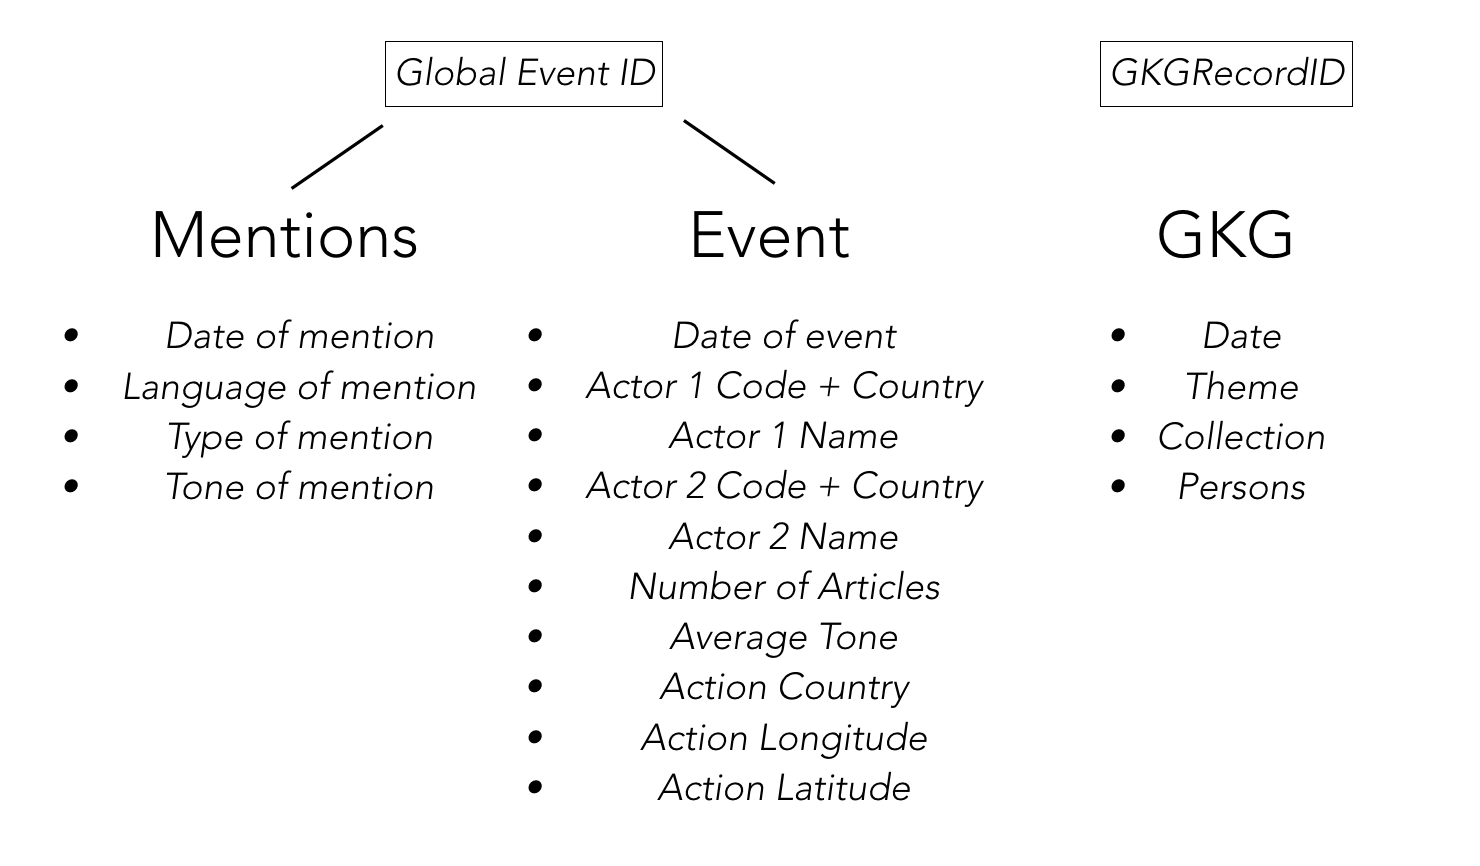 Global Event ID
GKGRecordID
Mentions
• Date of mention
• Language of mention
• Type of mention
• Tone of mention
Event
• Date of event
• Actor 1 Code + Country
• Actor 1 Name
• Actor 2 Code + Country
• Actor 2 Name
• Number of Articles
• Average Tone
• Action Country
• Action Longitude
• Action Latitude
GKG
• Date
• Theme
• Collection
• Persons